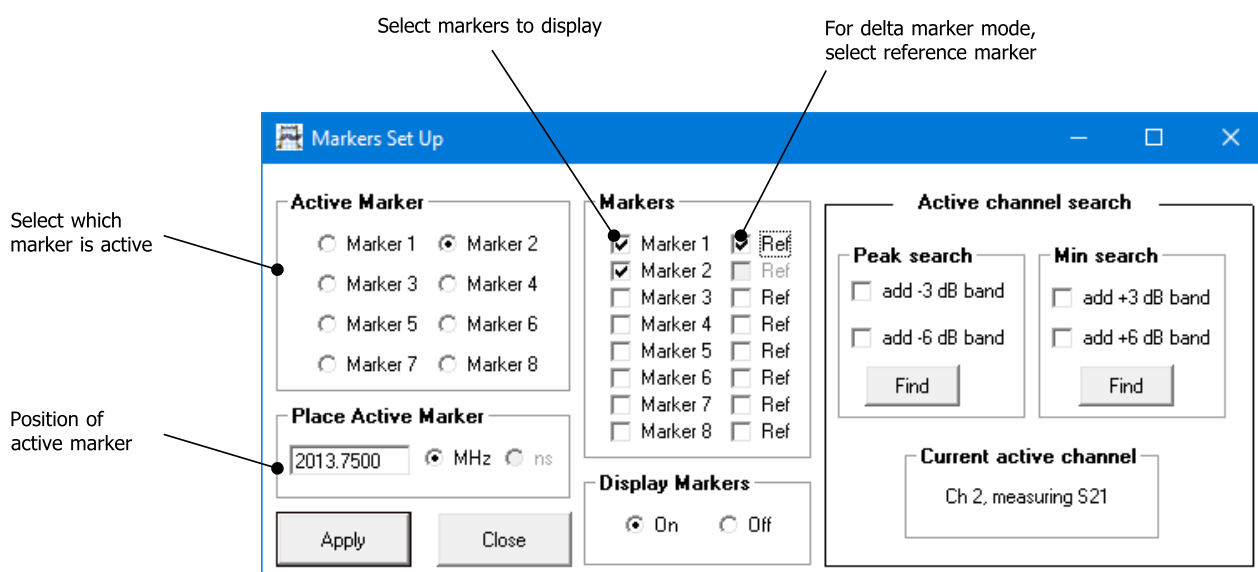 Select markers to display
For delta marker mode,
select reference marker
Markers Set Up
Select which
marker is active
Active Marker
Marker 1 Marker 2
Marker 3 Marker 4
Marker 5 Marker 6
Marker 7 Marker 8
Position of
active marker
Place Active Marker
2013.7500 MHz ns
Apply Close
Markers
Marker 1 Ref
Marker 2 Ref
Marker 3 Ref
Marker 4 Ref
Marker 5 Ref
Marker 6 Ref
Marker 7 Ref
Marker 8 Ref
Display Markers
On Off
Active channel search
Peak search
add -3 dB band
add -6 dB band
Find
Min search
add +3 dB band
add +6 dB band
Find
Current active channel
Ch 2, measuring S21